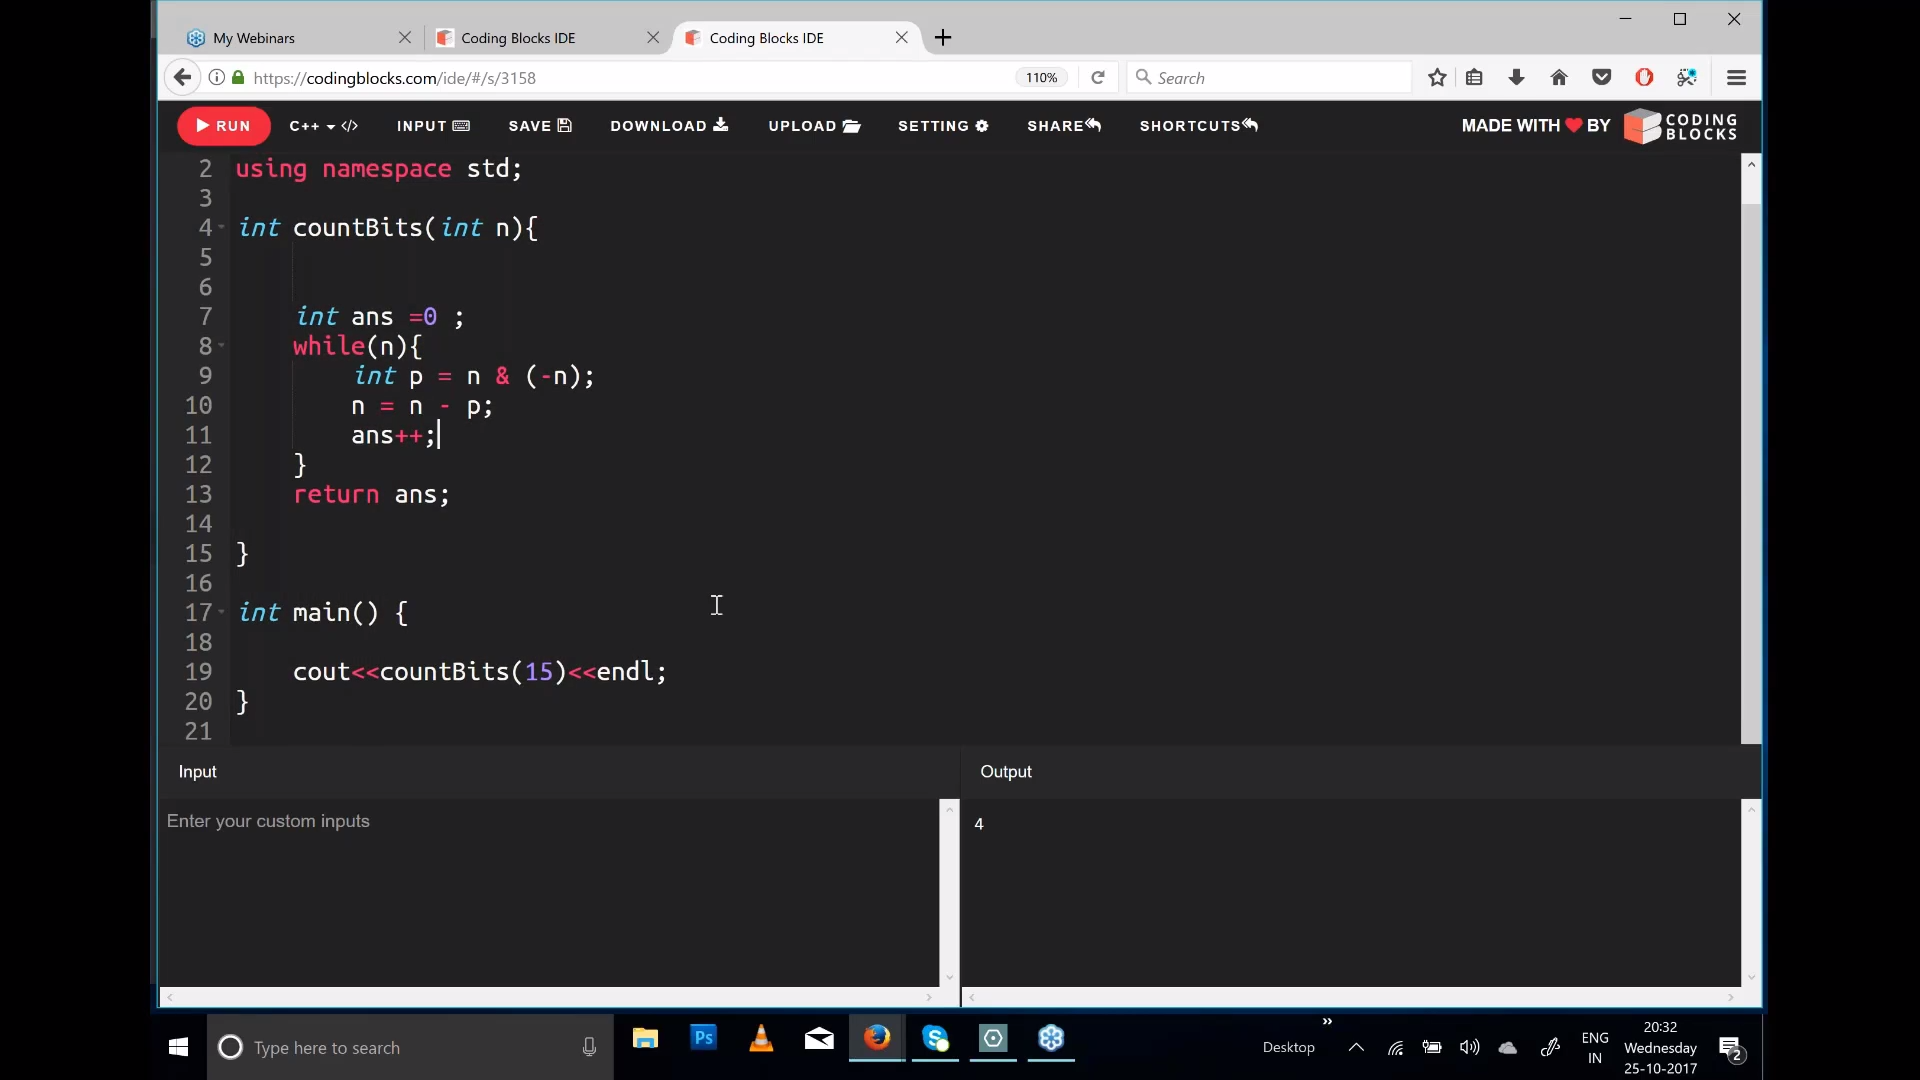 My Webinars
Coding Blocks IDE
Coding Blocks IDE
https://codingblocks.com/ide/#/s/3158
110%
Search
RUN
C++ </>
INPUT
SAVE
DOWNLOAD
UPLOAD
SETTING
SHARE
SHORTCUTS
MADE WITH BY
CODING
BLOCKS
2 using namespace std;
3
4 int countBits(int n){
5
6
7 int ans =0 ;
8 while(n){
9 int p = n & (-n);
10 n = n - p;
11 ans++;
12 }
13 return ans;
14
15 }
16
17 int main() {
18
19 cout<<countBits(15)<<endl;
20 }
21
Input
Output
Enter your custom inputs
4
Type here to search
Ps
Desktop
ENG
IN
20:32
Wednesday
25-10-2017
2